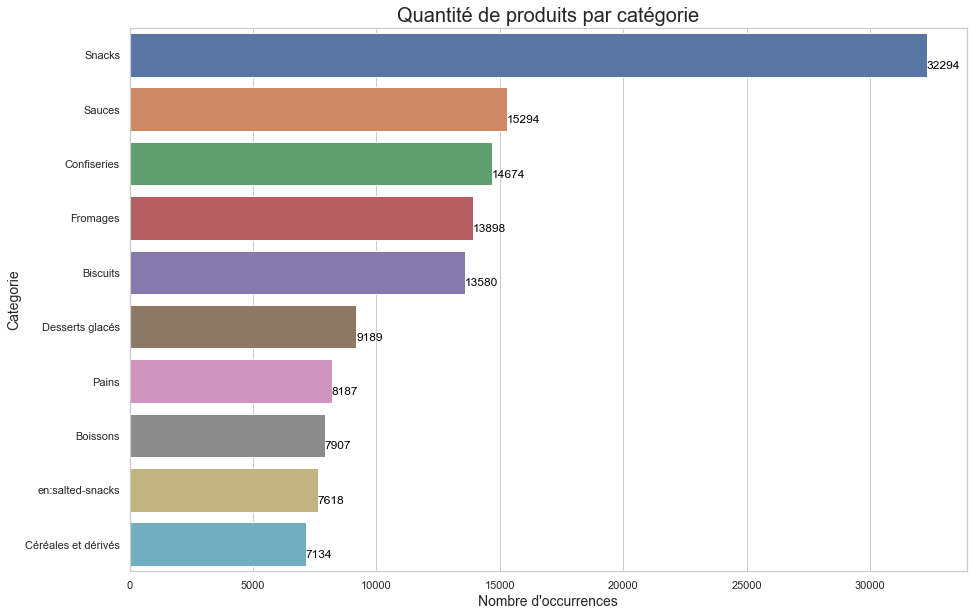 Quantité de produits par catégorie
Snacks
32294
Sauces
15294
Confiseries
14674
Fromages
13898
Biscuits
13580
Desserts glacés
9189
Pains
8187
Boissons
7907
en:salted-snacks
7618
Céréales et dérivés
7134
Categorie
0 5000 10000 15000 20000 25000 30000
Nombre d'occurrences